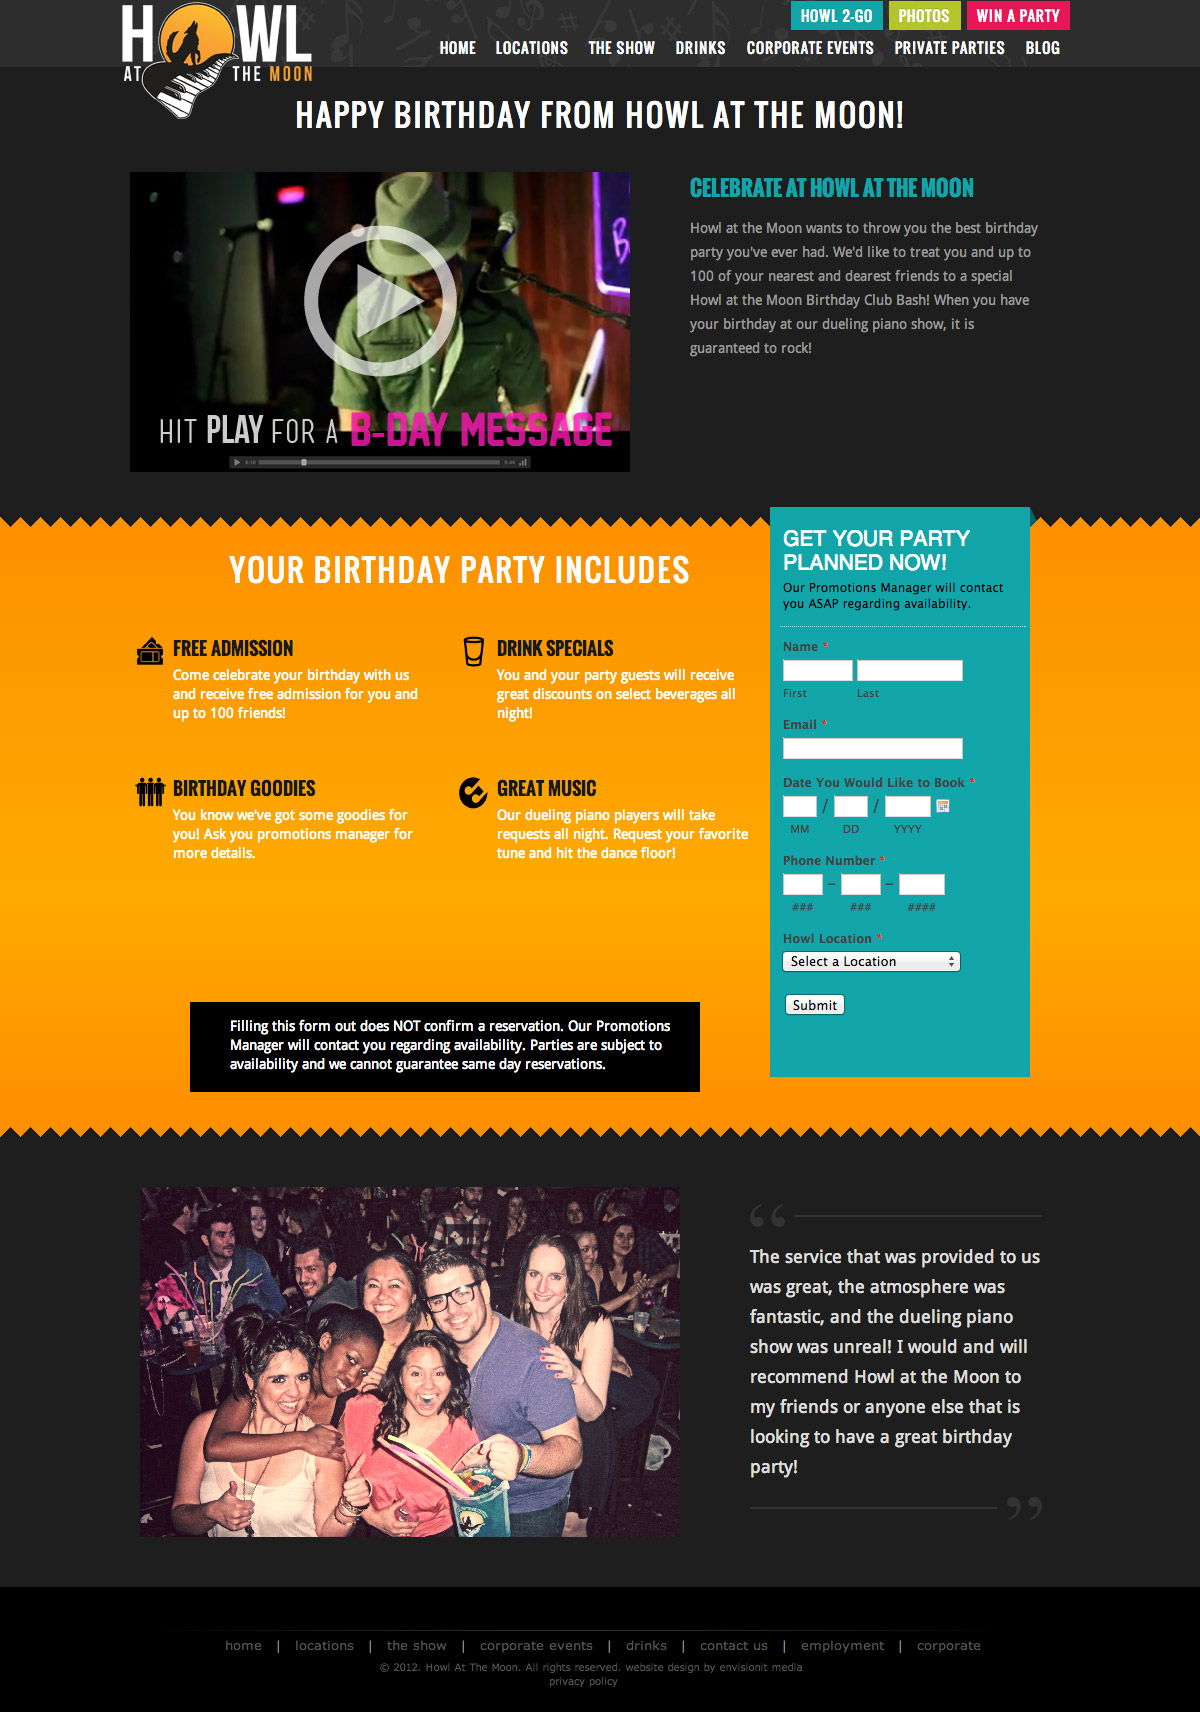 HOWL
AT THE MOON
HOWL 2-GO
PHOTOS
WIN A PARTY
HOME
LOCATIONS
THE SHOW
DRINKS
CORPORATE EVENTS
PRIVATE PARTIES
BLOG
HAPPY BIRTHDAY FROM HOWL AT THE MOON!
HIT PLAY FOR A B-DAY MESSAGE
CELEBRATE AT HOWL AT THE MOON
Howl at the Moon wants to throw you the best birthday
party you've ever had. We'd like to treat you and up to
100 of your nearest and dearest friends to a special
Howl at the Moon Birthday Club Bash! When you have
your birthday at our dueling piano show, it is
guaranteed to rock!
YOUR BIRTHDAY PARTY INCLUDES
FREE ADMISSION
Come celebrate your birthday with us
and receive free admission for you and
up to 100 friends!
DRINK SPECIALS
You and your party guests will receive
great discounts on select beverages all
night!
BIRTHDAY GOODIES
You know we've got some goodies for
you! Ask you promotions manager for
more details.
GREAT MUSIC
Our dueling piano players will take
requests all night. Request your favorite
tune and hit the dance floor!
Filling this form out does NOT confirm a reservation. Our Promotions
Manager will contact you regarding availability. Parties are subject to
availability and we cannot guarantee same day reservations.
GET YOUR PARTY
PLANNED NOW!
Our Promotions Manager will contact
you ASAP regarding availability.
Name *
First Last
Email *
Date You Would Like to Book *
/ /
MM DD YYYY
Phone Number *
– –
### ### ####
Howl Location *
Select a Location
Submit
“
The service that was provided to us
was great, the atmosphere was
fantastic, and the dueling piano
show was unreal! I would and will
recommend Howl at the Moon to
my friends or anyone else that is
looking to have a great birthday
party!
”
home | locations | the show | corporate events | drinks | contact us | employment | corporate
© 2012. Howl At The Moon. All rights reserved. website design by envisionit media
privacy policy